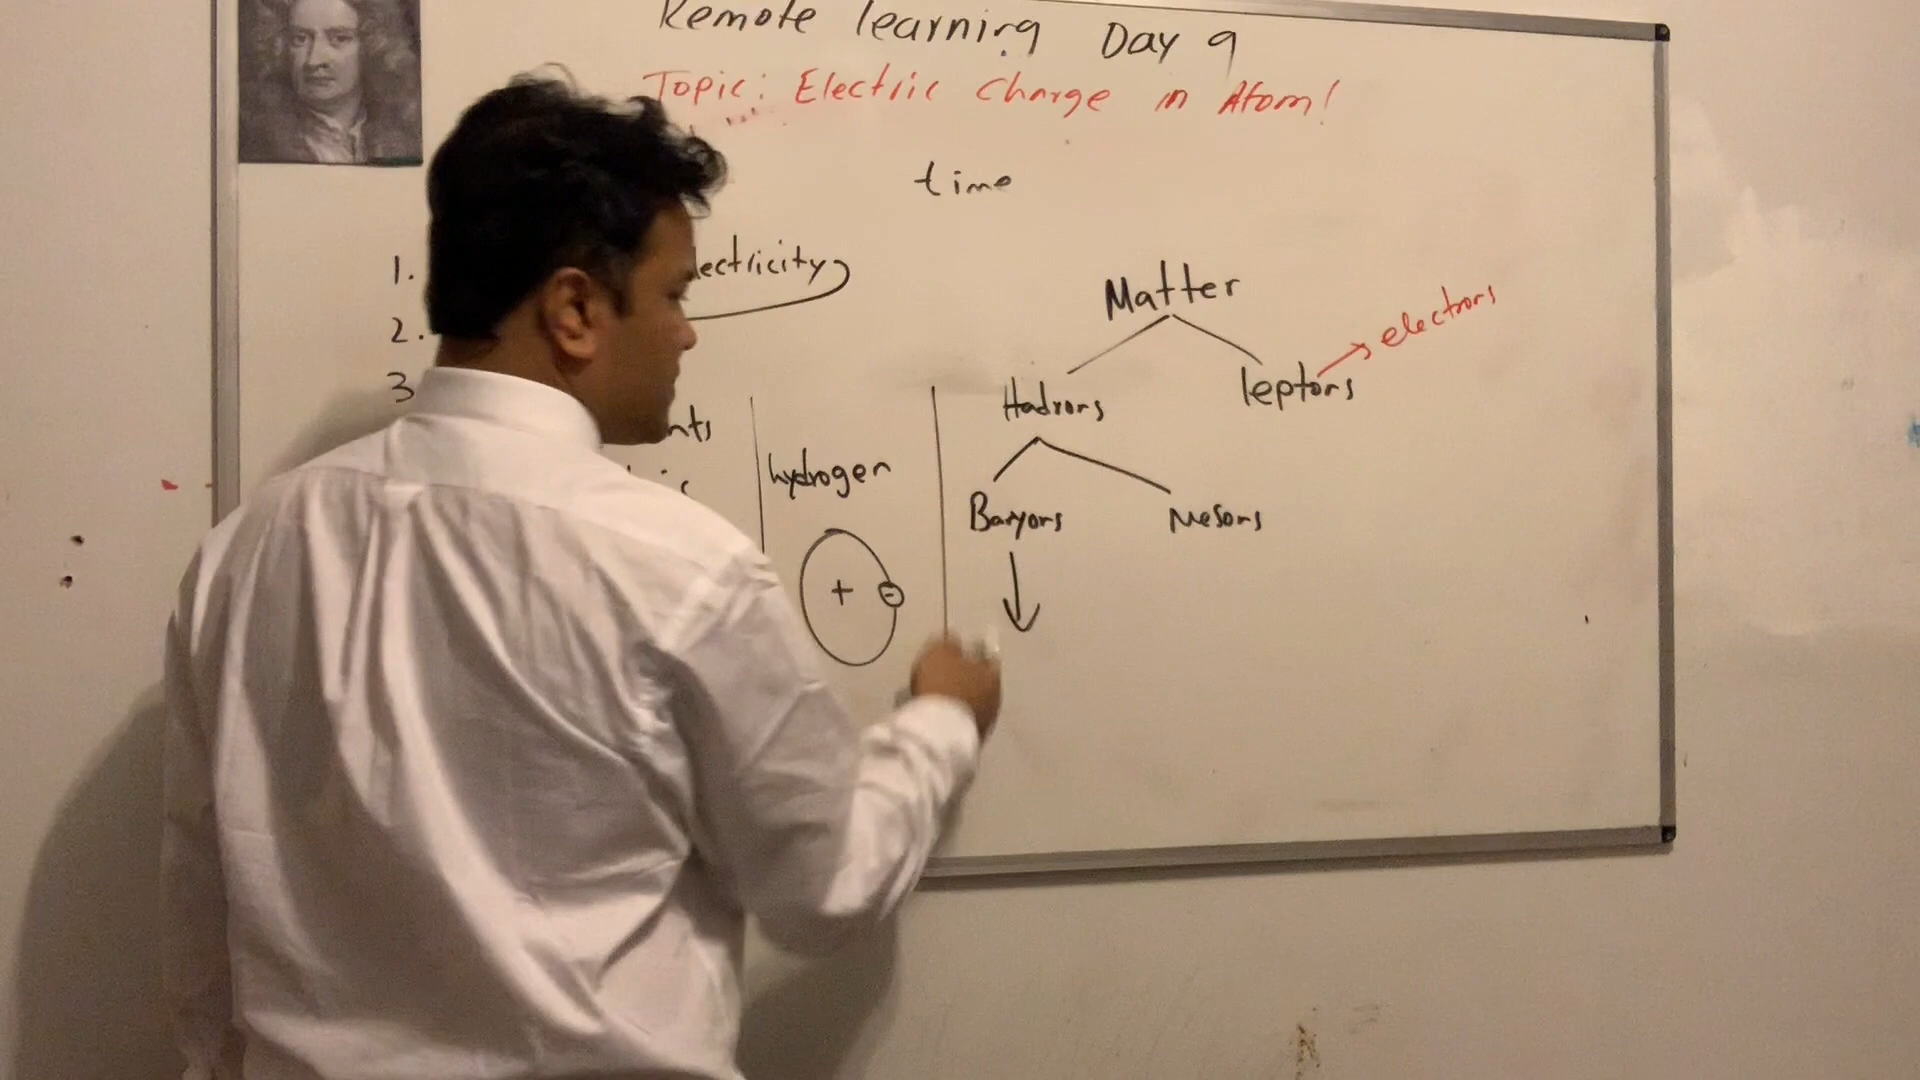 Remote learning Day 9
Topic: Electric Charge in Atom!
time
1.
lectricity
2.
3
nts
hydrogen
+
-
Matter
Hadrons
leptons
electrons
Baryons
Mesons